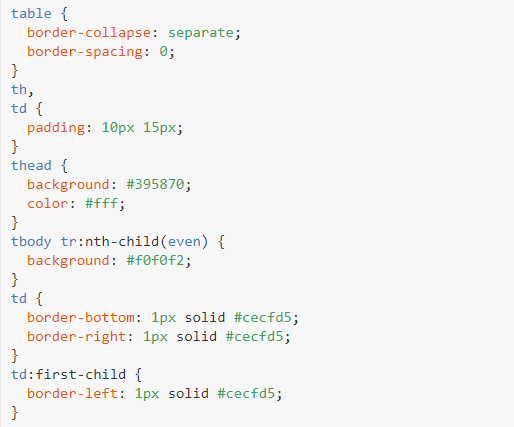 table {
  border-collapse: separate;
  border-spacing: 0;
}
th,
td {
  padding: 10px 15px;
}
thead {
  background: #395870;
  color: #fff;
}
tbody tr:nth-child(even) {
  background: #f0f0f2;
}
td {
  border-bottom: 1px solid #cecfd5;
  border-right: 1px solid #cecfd5;
}
td:first-child {
  border-left: 1px solid #cecfd5;
}